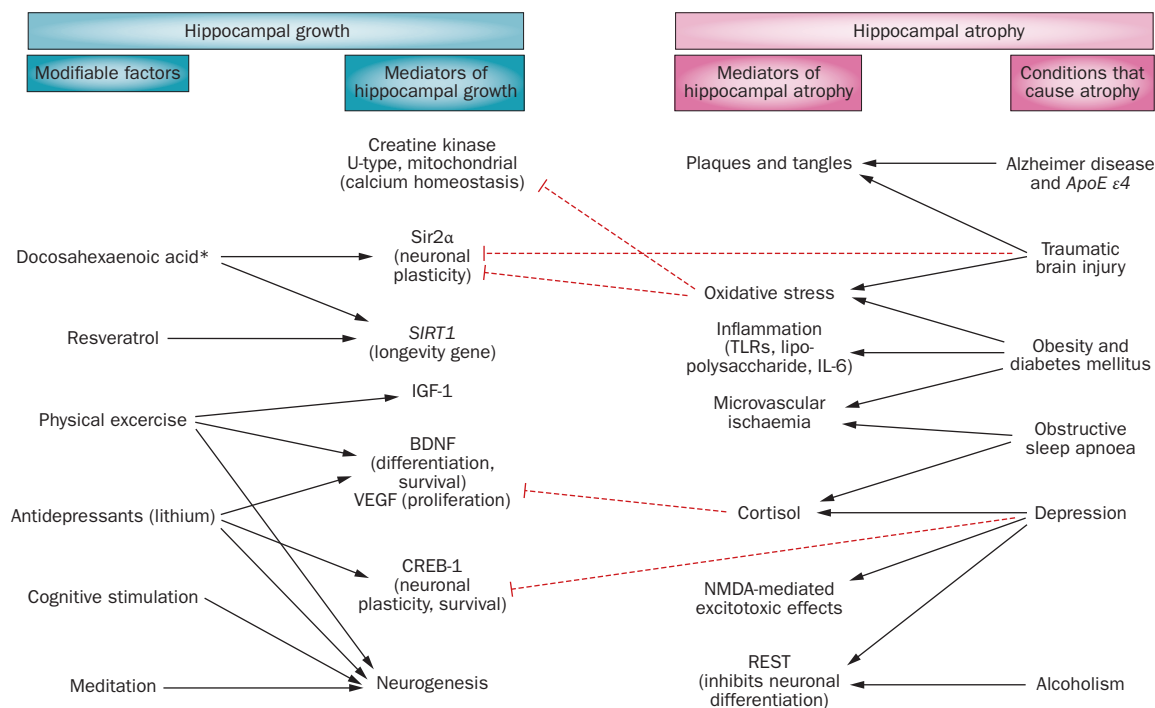 Hippocampal growth
Hippocampal atrophy
Modifiable factors
Mediators of
hippocampal growth
Mediators of
hippocampal atrophy
Conditions that
cause atrophy
Creatine kinase
U-type, mitochondrial
(calcium homeostasis)
Plaques and tangles
Alzheimer disease
and ApoE ε4
Docosahexaenoic acid*
Sir2α
(neuronal
plasticity)
Traumatic
brain injury
Oxidative stress
Resveratrol
SIRT1
(longevity gene)
Inflammation
(TLRs, lipo-
polysaccharide, IL-6)
Obesity and
diabetes mellitus
Physical excercise
IGF-1
Microvascular
ischaemia
BDNF
(differentiation,
survival)
VEGF (proliferation)
Obstructive
sleep apnoea
Antidepressants (lithium)
Cortisol
Depression
Cognitive stimulation
CREB-1
(neuronal
plasticity, survival)
NMDA-mediated
excitotoxic effects
Meditation
Neurogenesis
REST
(inhibits neuronal
differentiation)
Alcoholism